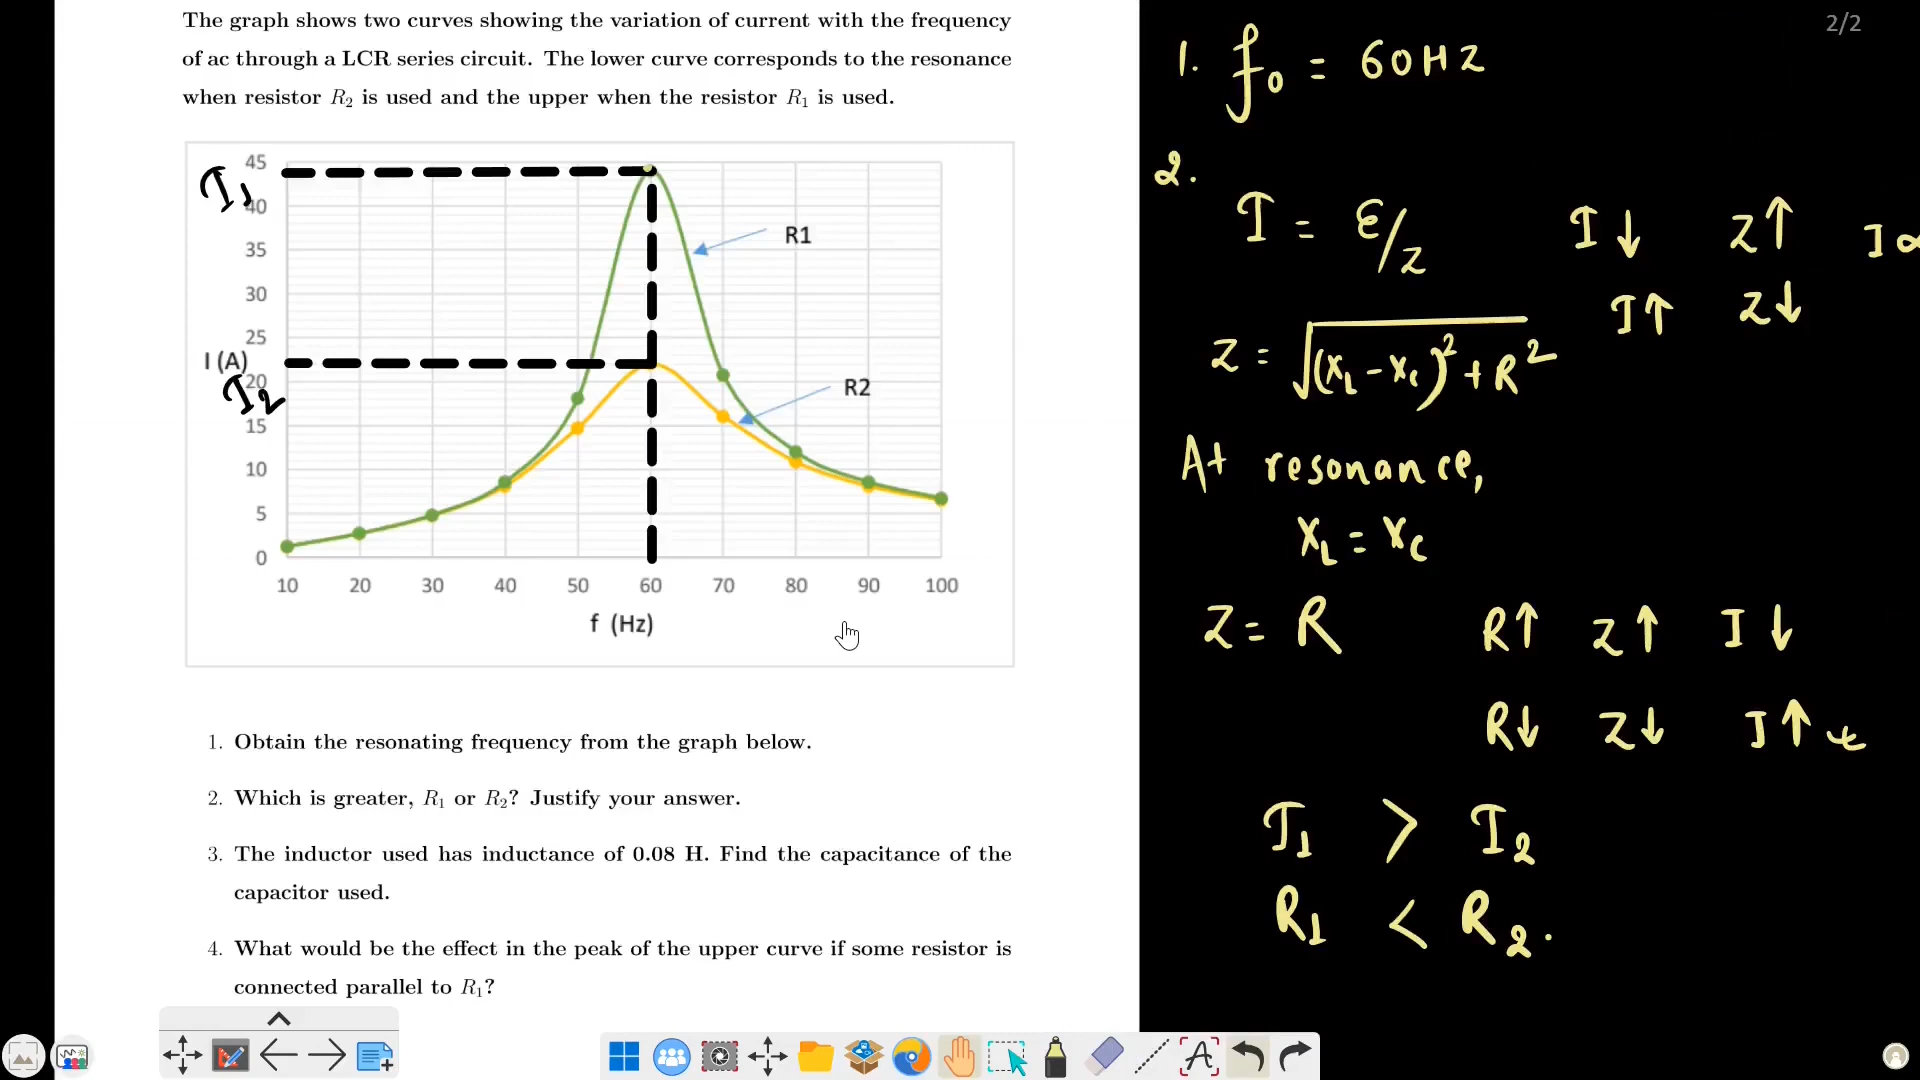 The graph shows two curves showing the variation of current with the frequency
of ac through a LCR series circuit. The lower curve corresponds to the resonance
when resistor R₂ is used and the upper when the resistor R₁ is used.
45
I₁
40
35
30
25
I (A)
20
I₂
15
10
5
0
R1
R2
10 20 30 40 50 60 70 80 90 100
f (Hz)
1. Obtain the resonating frequency from the graph below.
2. Which is greater, R₁ or R₂? Justify your answer.
3. The inductor used has inductance of 0.08 H. Find the capacitance of the
capacitor used.
4. What would be the effect in the peak of the upper curve if some resistor is
connected parallel to R₁?
2/2
1. f₀ = 60HZ
2.
I = ε/z I↓ Z↑ I∝
I↑ Z↓
Z = √(X_L - X_C)² + R²
At resonance,
X_L = X_C
Z = R R↑ Z↑ I↓
R↓ Z↓ I↑
I₁ > I₂
R₁ < R₂.